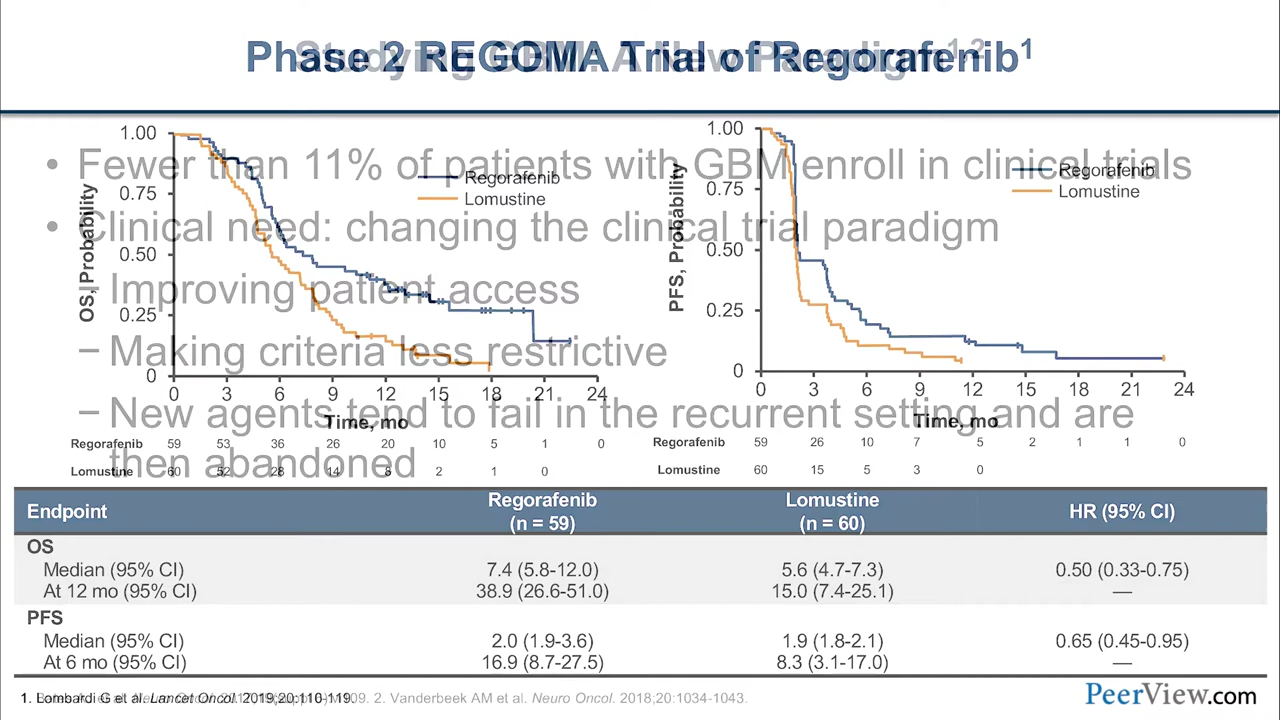 Phase 2 REGOMA Trial of Regorafenib1
Studying GBM: A New Paradigm1,2
• Fewer than 11% of patients with GBM enroll in clinical trials
• Clinical need: changing the clinical trial paradigm
– Improving patient access
– Making criteria less restrictive
– New agents tend to fail in the recurrent setting and are
then abandoned
OS, Probability
1.00
0.75
0.50
0.25
0
Regorafenib
Lomustine
0 3 6 9 12 15 18 21 24
Time, mo
Regorafenib 59 53 36 26 20 10 5 1 0
Lomustine 60 52 28 14 8 2 1 0
PFS, Probability
1.00
0.75
0.50
0.25
0
Regorafenib
Lomustine
0 3 6 9 12 15 18 21 24
Time, mo
Regorafenib 59 26 10 7 5 2 1 1 0
Lomustine 60 15 5 3 0
Endpoint Regorafenib (n = 59) Lomustine (n = 60) HR (95% CI)
OS
Median (95% CI) 7.4 (5.8-12.0) 5.6 (4.7-7.3) 0.50 (0.33-0.75)
At 12 mo (95% CI) 38.9 (26.6-51.0) 15.0 (7.4-25.1) —
PFS
Median (95% CI) 2.0 (1.9-3.6) 1.9 (1.8-2.1) 0.65 (0.45-0.95)
At 6 mo (95% CI) 16.9 (8.7-27.5) 8.3 (3.1-17.0) —
1. Lombardi G et al. Lancet Oncol. 2019;20:110-119.
2. Vanderbeek AM et al. Neuro Oncol. 2018;20:1034-1043.
PeerView.com